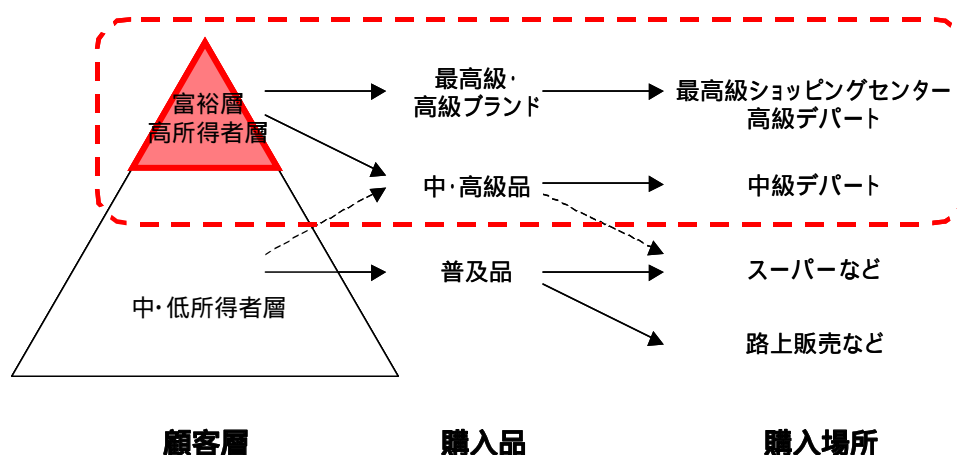 富裕層
高所得者層
最高級・
高級ブランド
最高級ショッピングセンター
高級デパート
中・高級品
中級デパート
普及品
スーパーなど
中・低所得者層
路上販売など
顧客層
購入品
購入場所